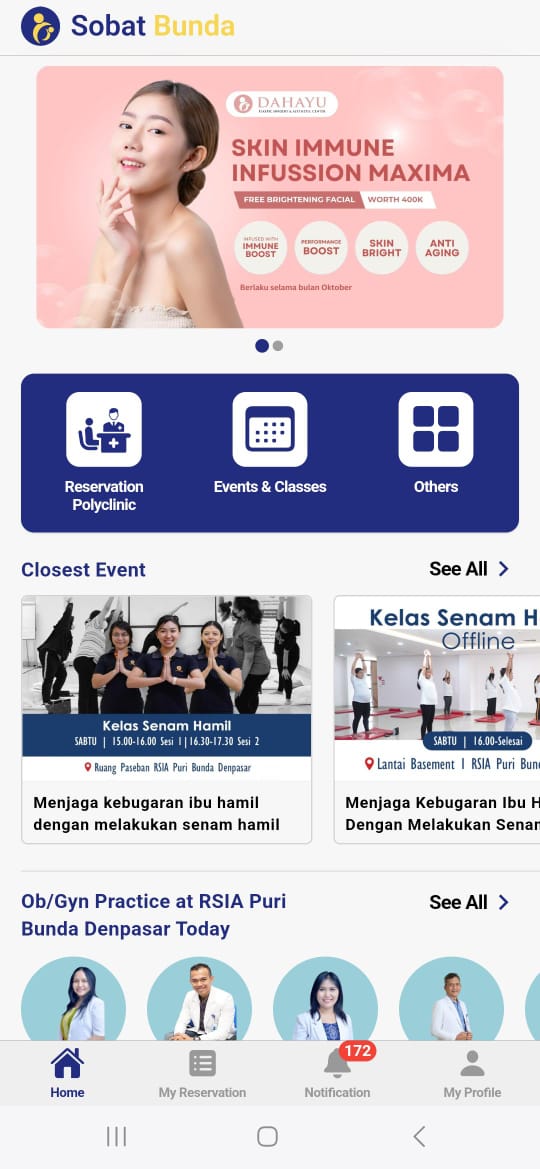 Sobat Bunda
DAHAYU
SKIN IMMUNE
INFUSSION MAXIMA
FREE BRIGHTENING FACIAL WORTH 400K
INFUSED WITH
IMMUNE
BOOST
PERFORMANCE
BOOST
SKIN
BRIGHT
ANTI
AGING
Berlaku selama bulan Oktober
Reservation
Polyclinic
Events & Classes
Others
Closest Event
See All
Kelas Senam Hamil
SABTU | 15.00-16.00 Sesi 1 | 16.30-17.30 Sesi 2
Ruang Paseban RSIA Puri Bunda Denpasar
Menjaga kebugaran ibu hamil
dengan melakukan senam hamil
Kelas Senam H
Offline
SABTU | 16.00-Selesai
Lantai Basement I RSIA Puri Bun
Menjaga Kebugaran Ibu H
Dengan Melakukan Senan
Ob/Gyn Practice at RSIA Puri
Bunda Denpasar Today
See All
172
Home
My Reservation
Notification
My Profile